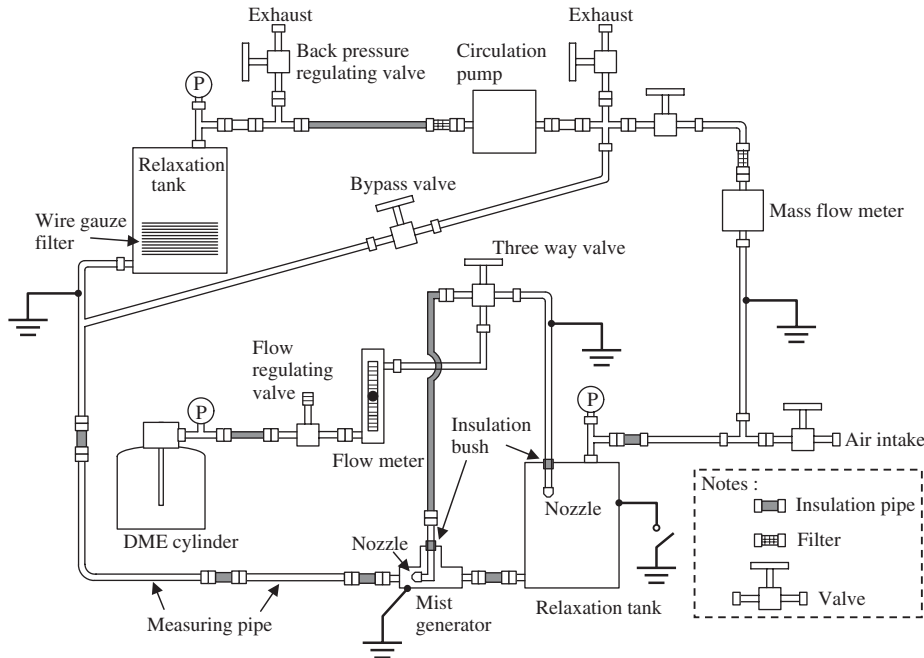 Exhaust
Exhaust
Back pressure
regulating valve
Circulation
pump
P
Relaxation
tank
Wire gauze
filter
Bypass valve
Mass flow meter
Three way valve
Flow
regulating
valve
P
P
Insulation
bush
Air intake
Flow meter
Nozzle
DME cylinder
Nozzle
Mist
generator
Relaxation tank
Measuring pipe
Notes :
Insulation pipe
Filter
Valve